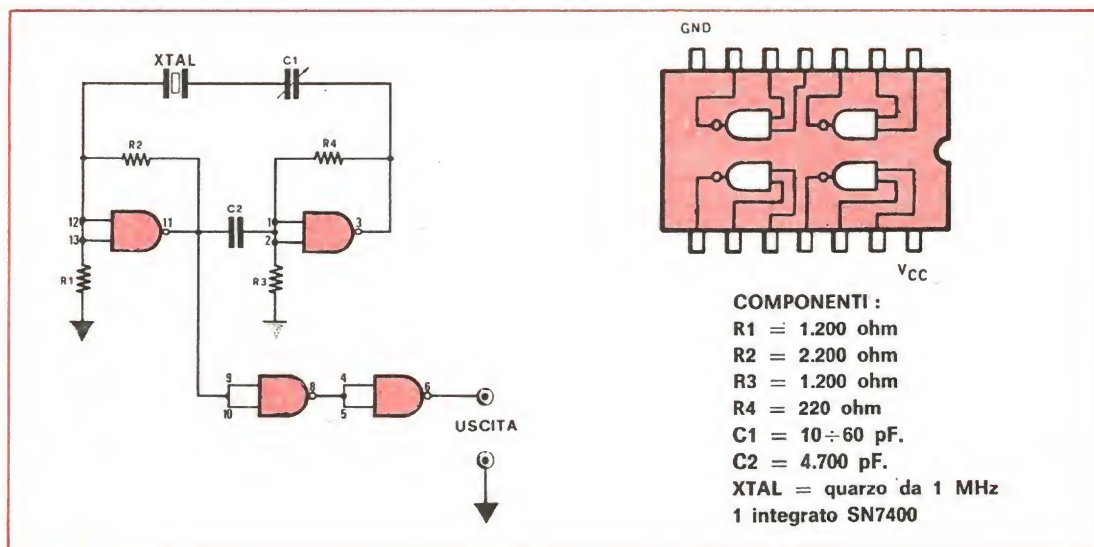 XTAL
C1
R2
R4
12
13
11
C2
1
2
3
R1
R3
9
10
8
4
5
6
USCITA
GND
VCC
COMPONENTI :
R1 = 1.200 ohm
R2 = 2.200 ohm
R3 = 1.200 ohm
R4 = 220 ohm
C1 = 10÷60 pF.
C2 = 4.700 pF.
XTAL = quarzo da 1 MHz
1 integrato SN7400